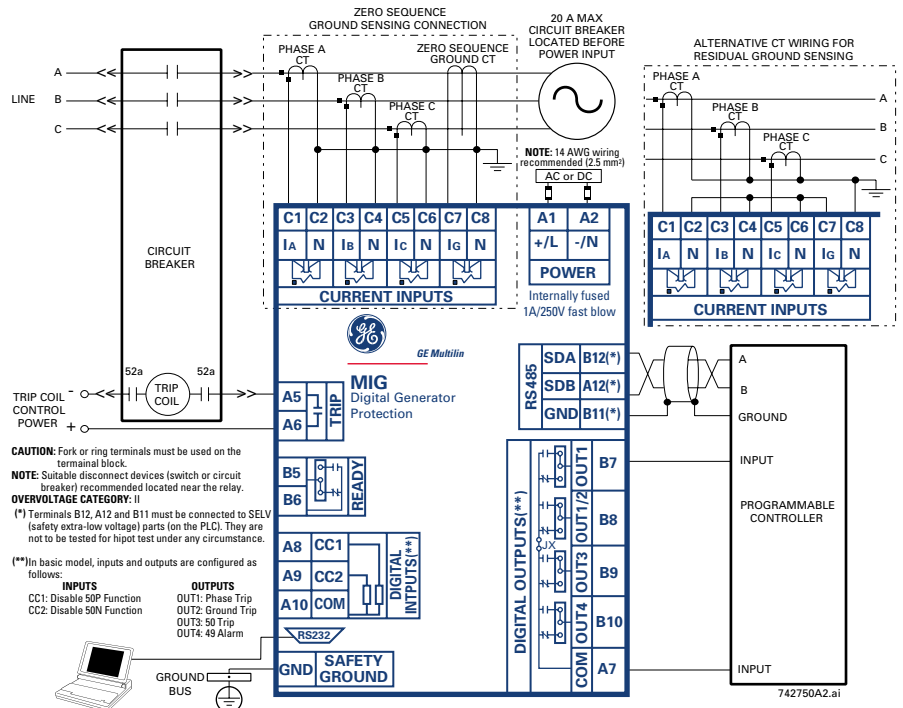 ZERO SEQUENCE
GROUND SENSING CONNECTION
20 A MAX
CIRCUIT BREAKER
LOCATED BEFORE
POWER INPUT
ALTERNATIVE CT WIRING FOR
RESIDUAL GROUND SENSING
PHASE A
CT
PHASE B
CT
PHASE C
CT
ZERO SEQUENCE
GROUND CT
LINE
A
B
C
NOTE: 14 AWG wiring
recommended (2.5 mm²)
AC or DC
PHASE A
CT
PHASE B
CT
PHASE C
CT
A
B
C
C1 C2 C3 C4 C5 C6 C7 C8
IA N IB N IC N IG N
CURRENT INPUTS
A1 A2
+/L -/N
POWER
Internally fused
1A/250V fast blow
C1 C2 C3 C4 C5 C6 C7 C8
IA N IB N IC N IG N
CURRENT INPUTS
CIRCUIT
BREAKER
GE
GE Multilin
MIG
Digital Generator
Protection
52a
52a
TRIP
COIL
TRIP COIL
CONTROL
POWER
-
+
A5
A6
TRIP
B5
B6
READY
A8 CC1
A9 CC2
A10 COM
DIGITAL
INTPUTS(**)
RS232
GND SAFETY
GROUND
GROUND
BUS
RS485
SDA B12(*)
SDB A12(*)
GND B11(*)
DIGITAL OUTPUTS(**)
JX
OUT1 B7
OUT1/2 B8
OUT3 B9
OUT4 B10
COM A7
A
B
GROUND
INPUT
PROGRAMMABLE
CONTROLLER
INPUT
742750A2.ai
CAUTION: Fork or ring terminals must be used on the
termainal block.
NOTE: Suitable disconnect devices (switch or circuit
breaker) recommended located near the relay.
OVERVOLTAGE CATEGORY: II
(*) Terminals B12, A12 and B11 must be connected to SELV
(safety extra-low voltage) parts (on the PLC). They are
not to be tested for hipot test under any circumstance.
(**)In basic model, inputs and outputs are configured as
follows:
INPUTS
CC1: Disable 50P Function
CC2: Disable 50N Function
OUTPUTS
OUT1: Phase Trip
OUT2: Ground Trip
OUT3: 50 Trip
OUT4: 49 Alarm